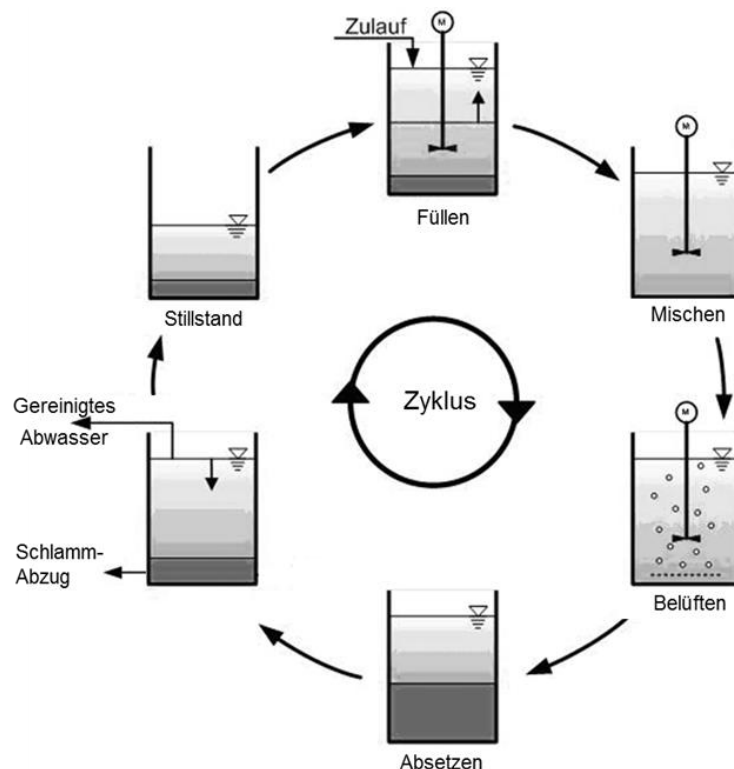 Zulauf
M
Füllen
M
Mischen
M
Belüften
Absetzen
Gereinigtes
Abwasser
Schlamm-
Abzug
Stillstand
Zyklus